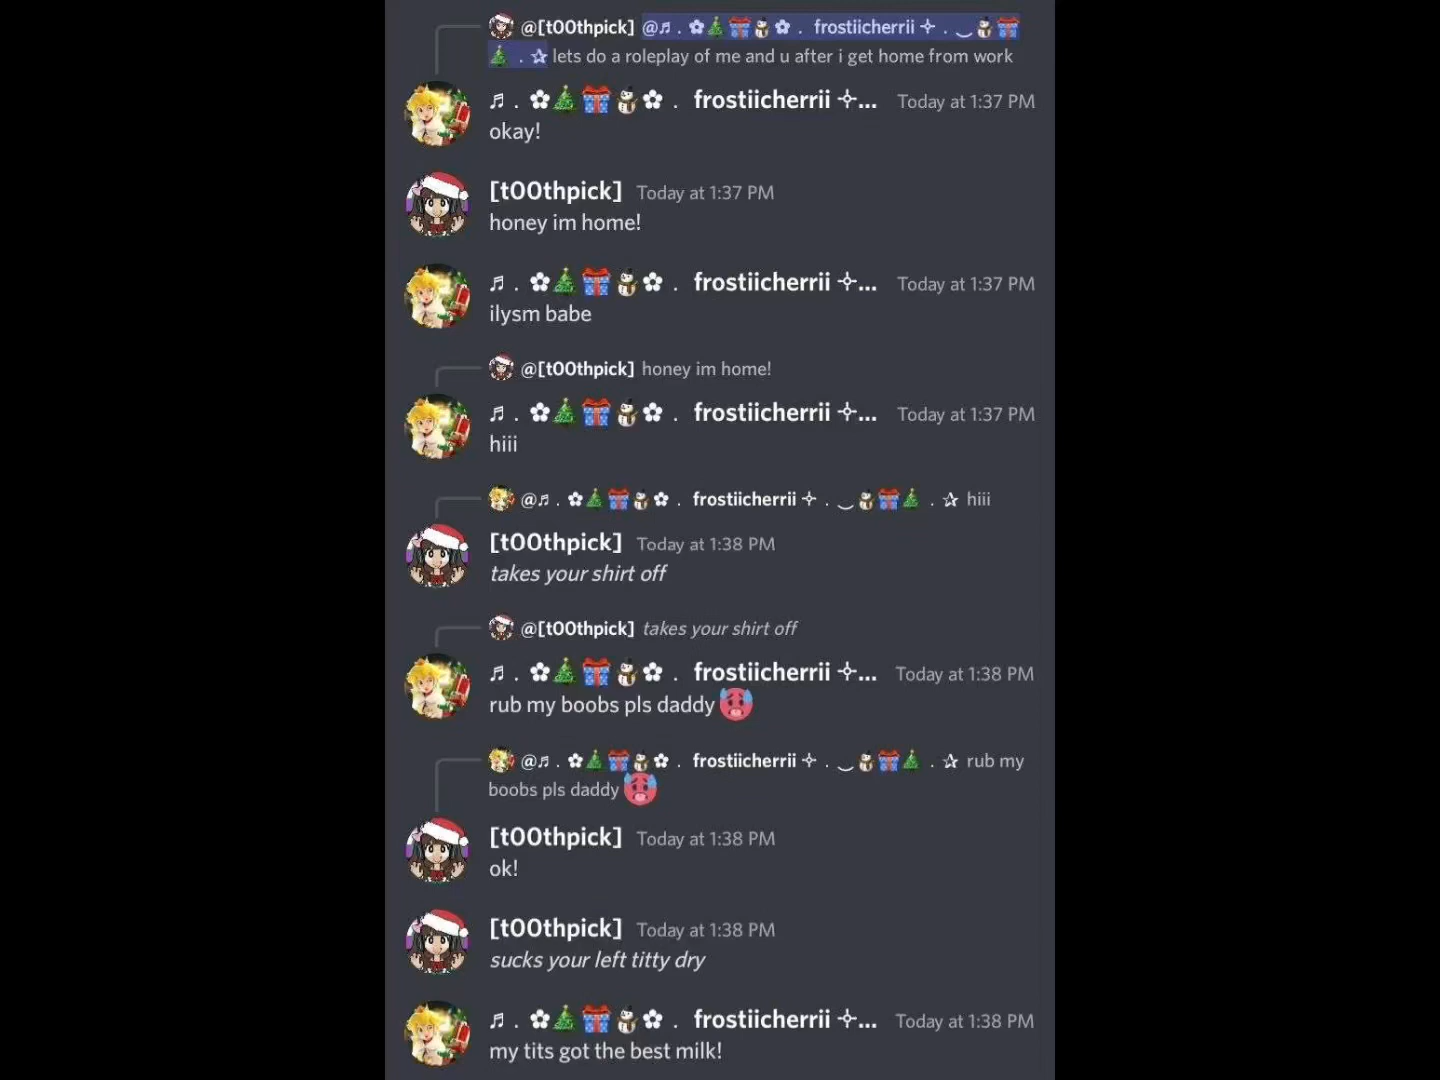 @[t00thpick] @♬ . ✿🎄🎁⛄✿ . frostiicherrii ✧ . ‿⛄🎁
🎄 . ✰ lets do a roleplay of me and u after i get home from work
♬ . ✿🎄🎁⛄✿ . frostiicherrii ✧... Today at 1:37 PM
okay!
[t00thpick] Today at 1:37 PM
honey im home!
♬ . ✿🎄🎁⛄✿ . frostiicherrii ✧... Today at 1:37 PM
ilysm babe
@[t00thpick] honey im home!
♬ . ✿🎄🎁⛄✿ . frostiicherrii ✧... Today at 1:37 PM
hiii
@♬ . ✿🎄🎁⛄✿ . frostiicherrii ✧ . ‿⛄🎁🎄 . ✰ hiii
[t00thpick] Today at 1:38 PM
takes your shirt off
@[t00thpick] takes your shirt off
♬ . ✿🎄🎁⛄✿ . frostiicherrii ✧... Today at 1:38 PM
rub my boobs pls daddy 🥵
@♬ . ✿🎄🎁⛄✿ . frostiicherrii ✧ . ‿⛄🎁🎄 . ✰ rub my
boobs pls daddy 🥵
[t00thpick] Today at 1:38 PM
ok!
[t00thpick] Today at 1:38 PM
sucks your left titty dry
♬ . ✿🎄🎁⛄✿ . frostiicherrii ✧... Today at 1:38 PM
my tits got the best milk!